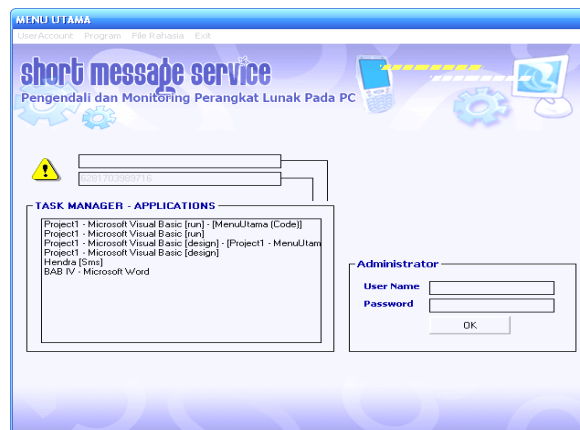 MENU UTAMA
UserAccount Program File Rahasia Exit
short message service
Pengendali dan Monitoring Perangkat Lunak Pada PC
6281703989716
TASK MANAGER - APPLICATIONS
Project1 - Microsoft Visual Basic [run] - [MenuUtama (Code)]
Project1 - Microsoft Visual Basic [run]
Project1 - Microsoft Visual Basic [design] - [Project1 - MenuUtam
Project1 - Microsoft Visual Basic [design]
Hendra [Sms]
BAB IV - Microsoft Word
Administrator
User Name
Password
OK